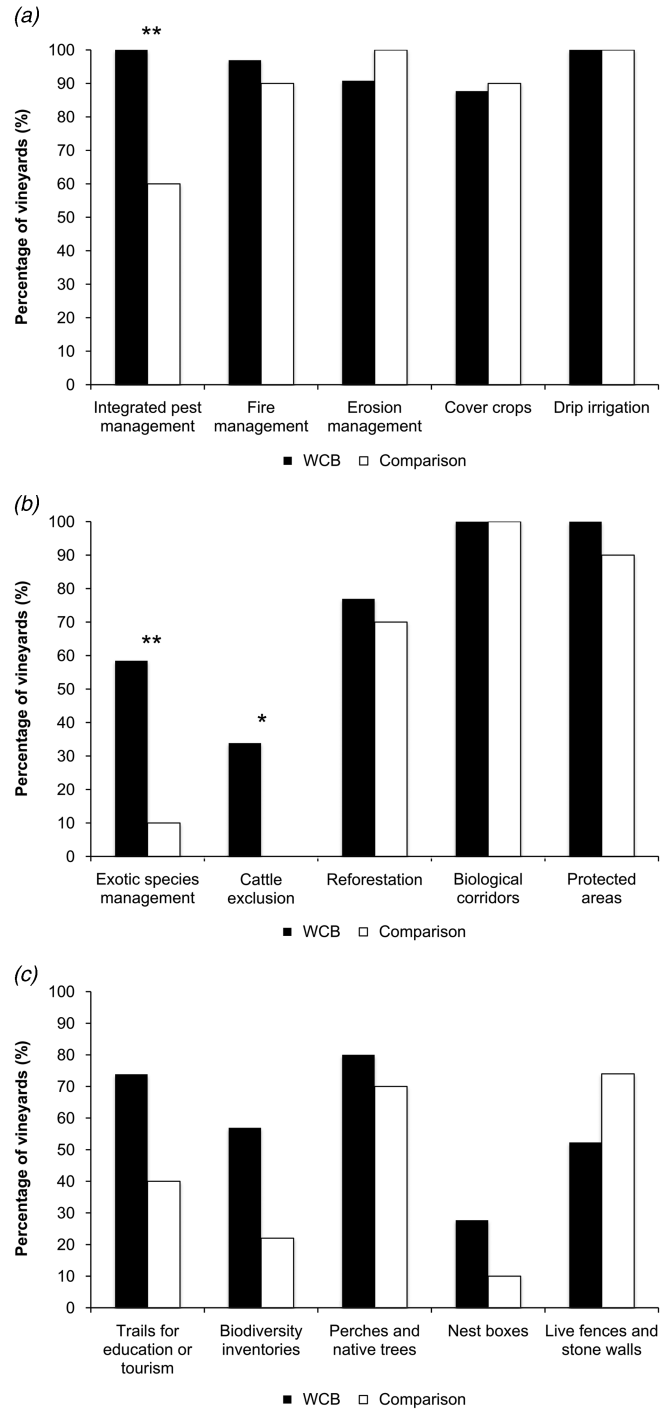 (a)
**
100
90
80
70
60
50
40
30
20
10
0
Percentage of vineyards (%)
Integrated pest management
Fire management
Erosion management
Cover crops
Drip irrigation
WCB Comparison
(b)
100
90
80
70
60
50
40
30
20
10
0
Percentage of vineyards (%)
**
*
Exotic species management
Cattle exclusion
Reforestation
Biological corridors
Protected areas
WCB Comparison
(c)
100
90
80
70
60
50
40
30
20
10
0
Percentage of vineyards (%)
Trails for education or tourism
Biodiversity inventories
Perches and native trees
Nest boxes
Live fences and stone walls
WCB Comparison